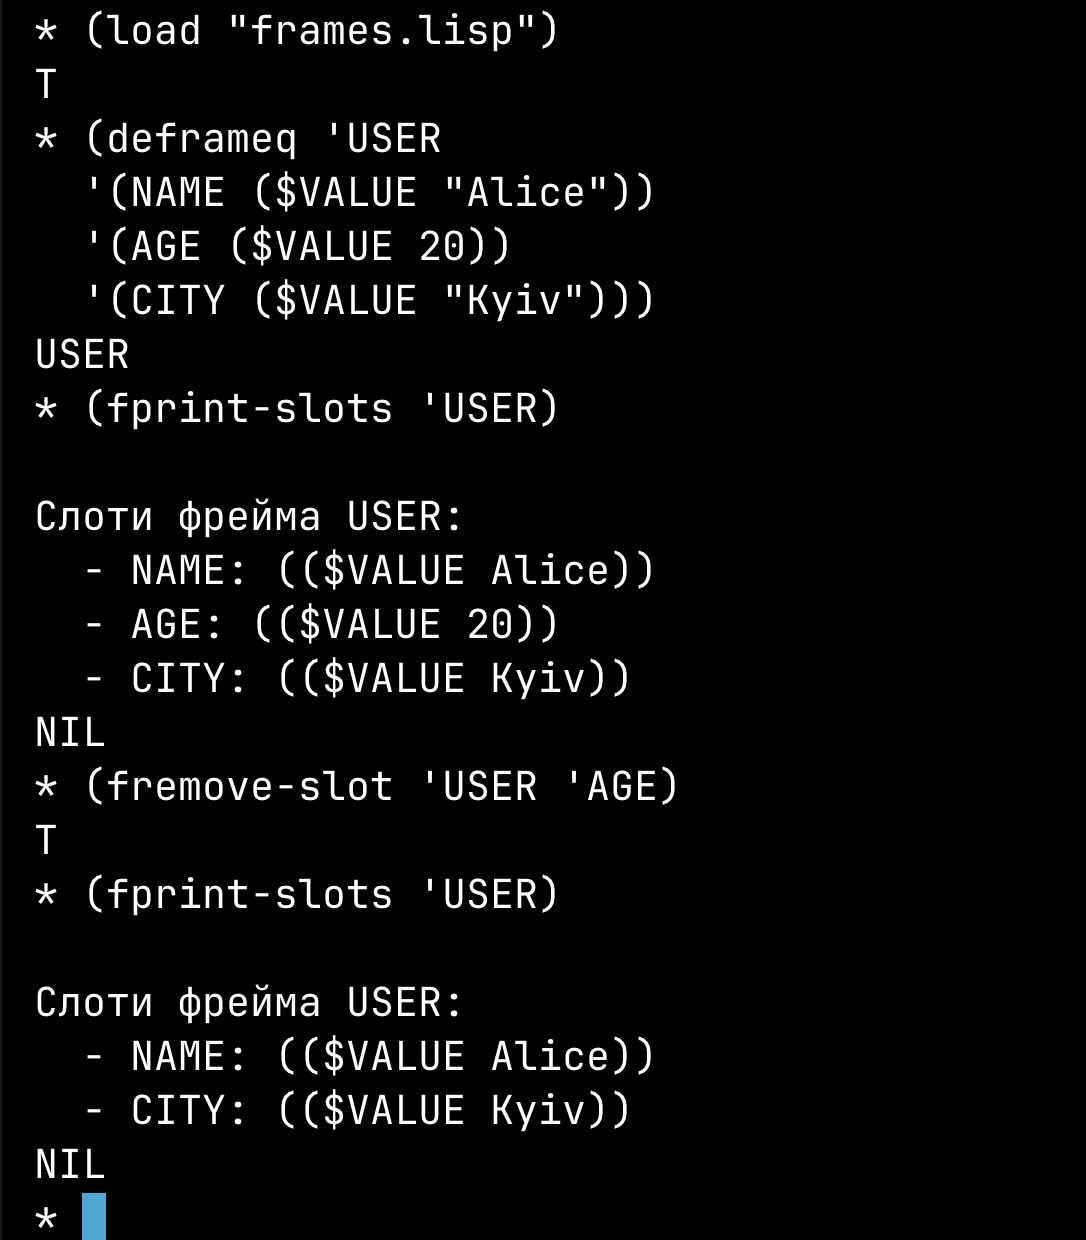 * (load "frames.lisp")
T
* (deframeq 'USER
  '(NAME ($VALUE "Alice"))
  '(AGE ($VALUE 20))
  '(CITY ($VALUE "Kyiv")))
USER
* (fprint-slots 'USER)

Слоти фрейма USER:
  - NAME: (($VALUE Alice))
  - AGE: (($VALUE 20))
  - CITY: (($VALUE Kyiv))
NIL
* (fremove-slot 'USER 'AGE)
T
* (fprint-slots 'USER)

Слоти фрейма USER:
  - NAME: (($VALUE Alice))
  - CITY: (($VALUE Kyiv))
NIL
*